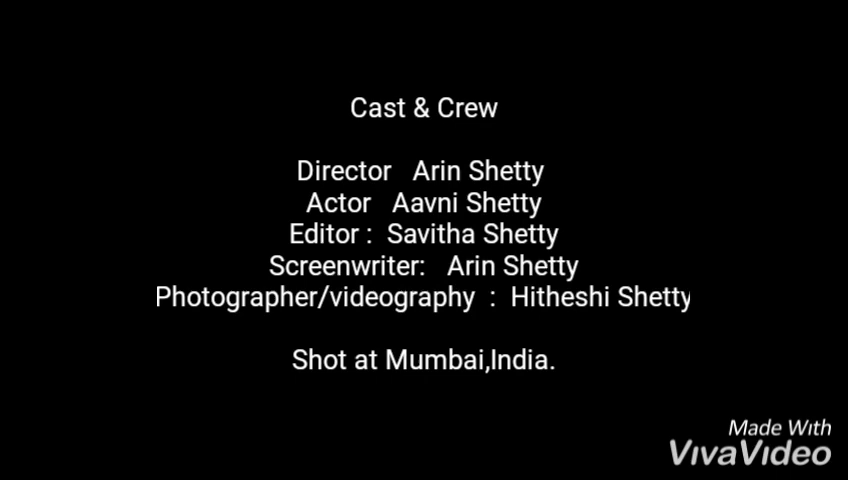 Cast & Crew
Director Arin Shetty
Actor Aavni Shetty
Editor : Savitha Shetty
Screenwriter: Arin Shetty
Photographer/videography : Hitheshi Shetty
Shot at Mumbai,India.
Made With
VivaVideo